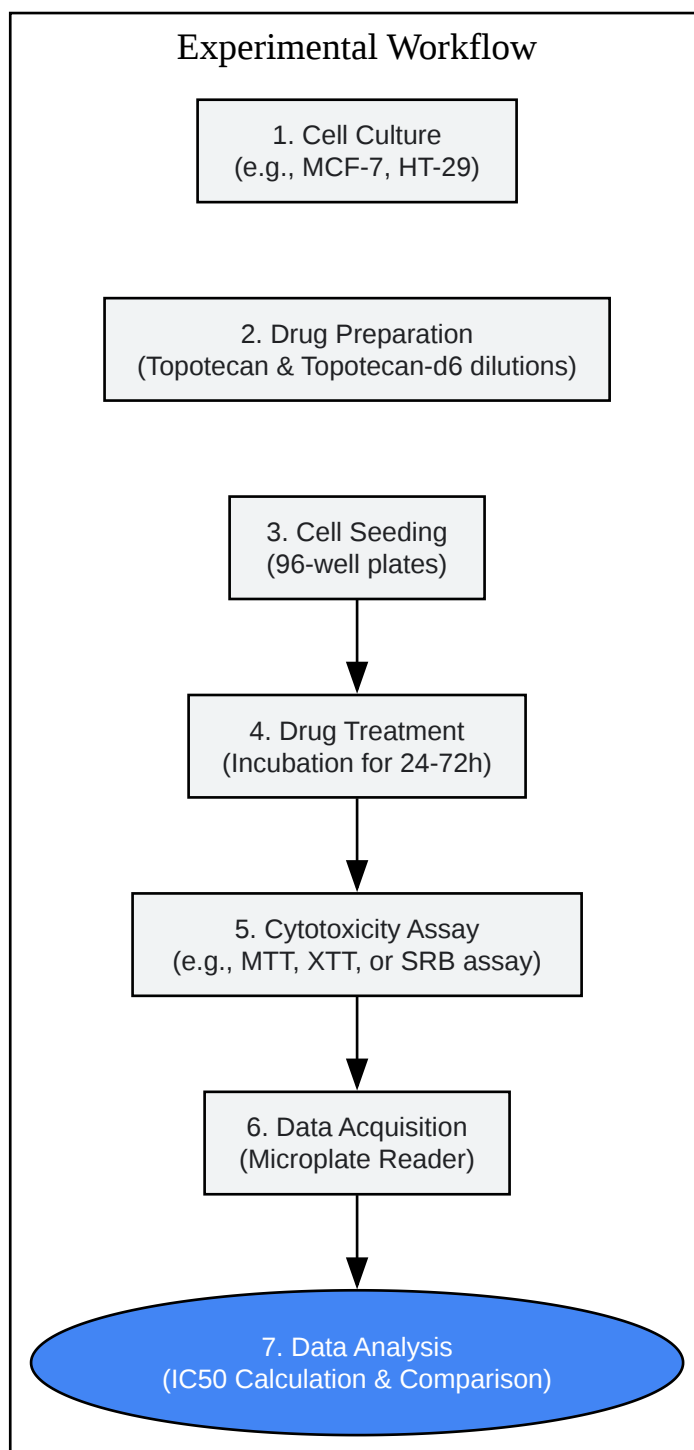 Experimental Workflow
1. Cell Culture
(e.g., MCF-7, HT-29)
2. Drug Preparation
(Topotecan & Topotecan-d6 dilutions)
3. Cell Seeding
(96-well plates)
4. Drug Treatment
(Incubation for 24-72h)
5. Cytotoxicity Assay
(e.g., MTT, XTT, or SRB assay)
6. Data Acquisition
(Microplate Reader)
7. Data Analysis
(IC50 Calculation & Comparison)